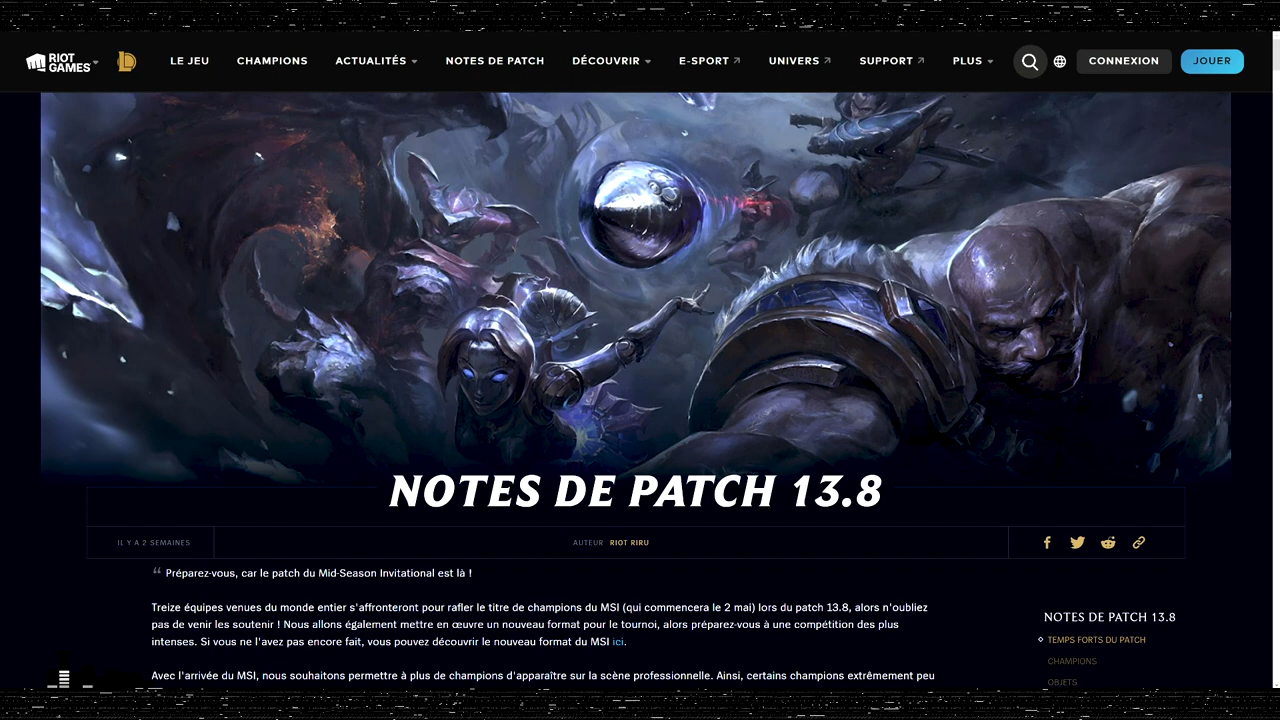 RIOT GAMES
LE JEU CHAMPIONS ACTUALITÉS NOTES DE PATCH DÉCOUVRIR E-SPORT UNIVERS SUPPORT PLUS CONNEXION JOUER
NOTES DE PATCH 13.8
IL Y A 2 SEMAINES AUTEUR RIOT RIRU
“ Préparez-vous, car le patch du Mid-Season Invitational est là !
Treize équipes venues du monde entier s'affronteront pour rafler le titre de champions du MSI (qui commencera le 2 mai) lors du patch 13.8, alors n'oubliez
pas de venir les soutenir ! Nous allons également mettre en œuvre un nouveau format pour le tournoi, alors préparez-vous à une compétition des plus
intenses. Si vous ne l'avez pas encore fait, vous pouvez découvrir le nouveau format du MSI ici.
Avec l'arrivée du MSI, nous souhaitons permettre à plus de champions d'apparaître sur la scène professionnelle. Ainsi, certains champions extrêmement peu
NOTES DE PATCH 13.8
TEMPS FORTS DU PATCH
CHAMPIONS
OBJETS